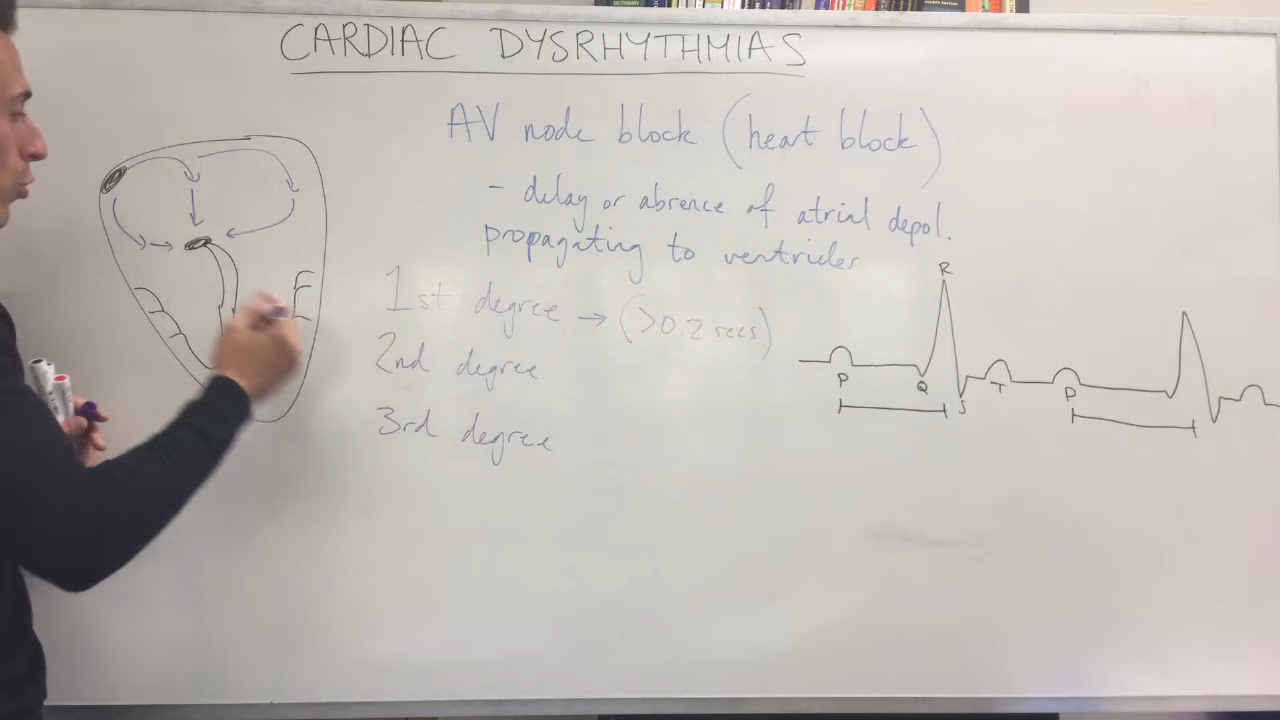 DICTIONARY
CARDIAC DYSRHYTHMIAS
AV node block (heart block)
- delay or absence of atrial depol.
propagating to ventricles
1st degree → (>0.2 secs)
2nd degree
3rd degree
R
P Q S T P